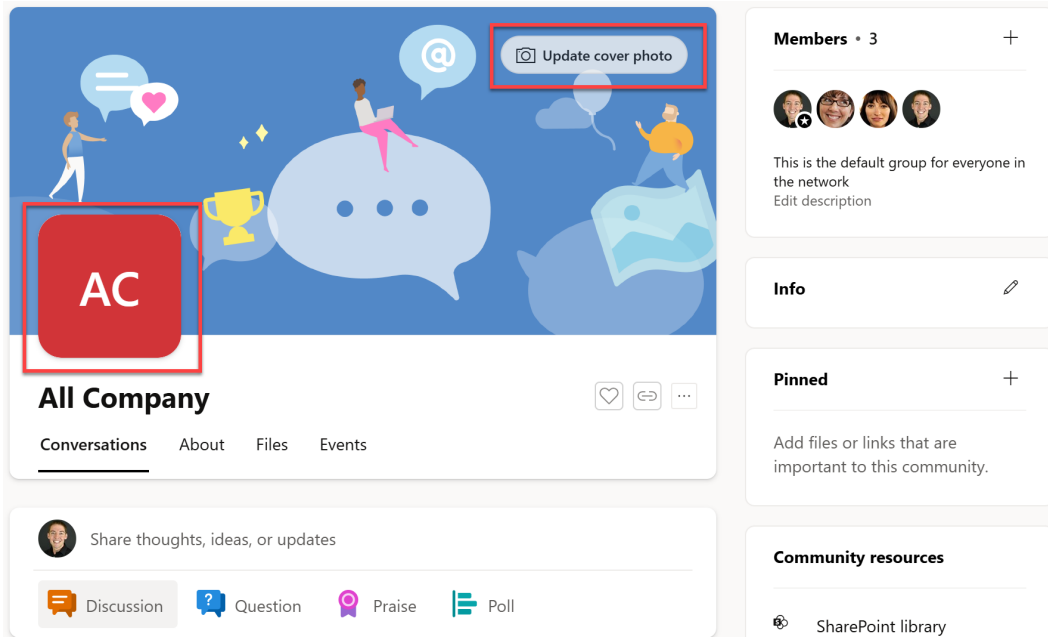 @
Update cover photo
AC
All Company
Conversations About Files Events
Share thoughts, ideas, or updates
Discussion ? Question Praise Poll
Members • 3
This is the default group for everyone in
the network
Edit description
Info
Pinned
Add files or links that are
important to this community.
Community resources
SharePoint library